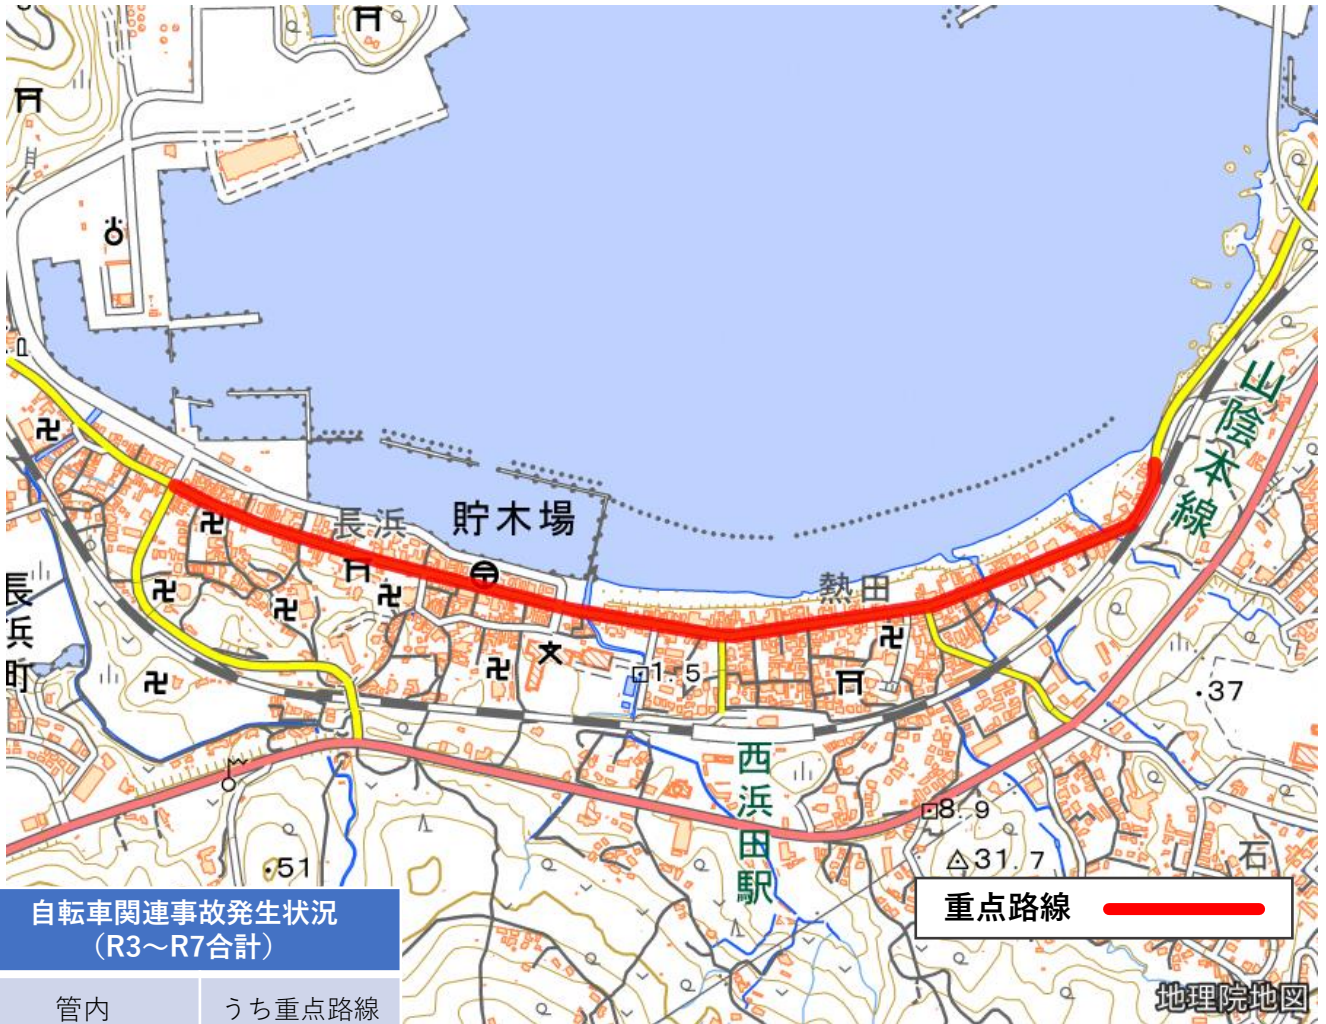 長浜
貯木場
熱田
山陰本線
長浜町
1.5
37
西浜田駅
8.9
31.7
石
51
重点路線
自転車関連事故発生状況
（R3～R7合計）
管内
うち重点路線
地理院地図